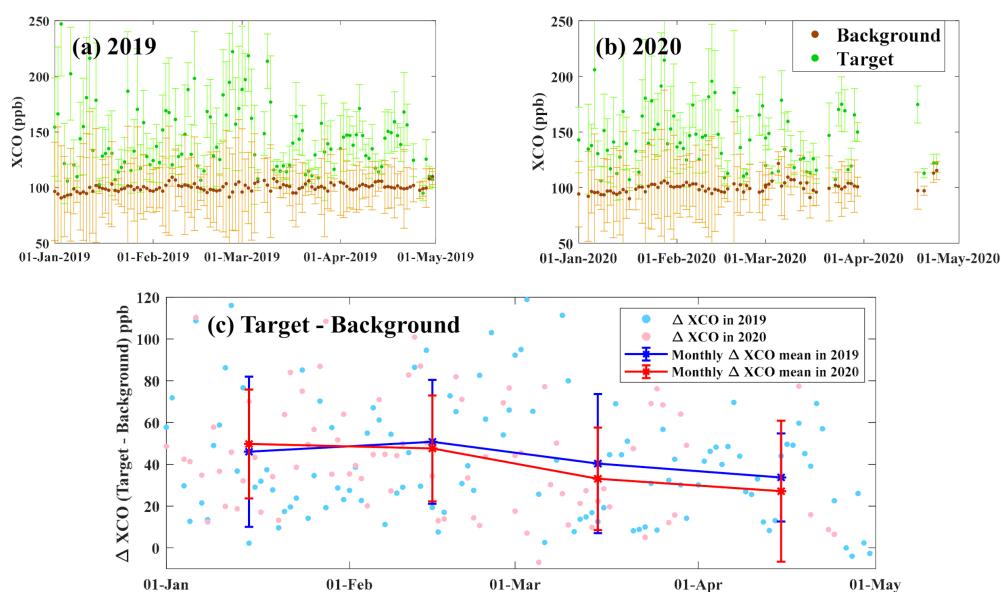 (a) 2019
XCO (ppb)
250
200
150
100
50
01-Jan-2019
01-Feb-2019
01-Mar-2019
01-Apr-2019
01-May-2019
(b) 2020
Background
Target
XCO (ppb)
250
200
150
100
50
01-Jan-2020
01-Feb-2020
01-Mar-2020
01-Apr-2020
01-May-2020
(c) Target - Background
Δ XCO in 2019
Δ XCO in 2020
Monthly Δ XCO mean in 2019
Monthly Δ XCO mean in 2020
Δ XCO (Target - Background) ppb
120
100
80
60
40
20
0
01-Jan
01-Feb
01-Mar
01-Apr
01-May